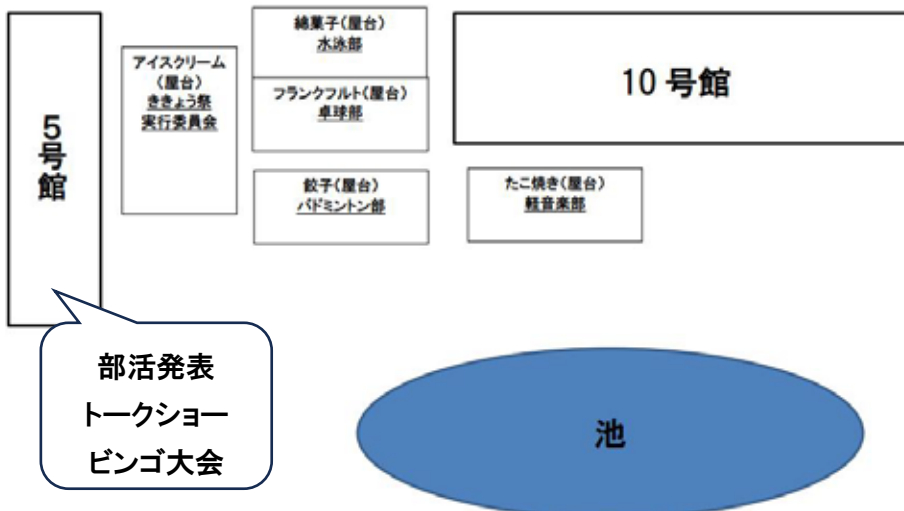 5号館
アイスクリーム
(屋台)
ききょう祭
実行委員会
綿菓子(屋台)
水泳部
フランクフルト(屋台)
卓球部
餃子(屋台)
バドミントン部
10 号館
たこ焼き(屋台)
軽音楽部
部活発表
トークショー
ビンゴ大会
池